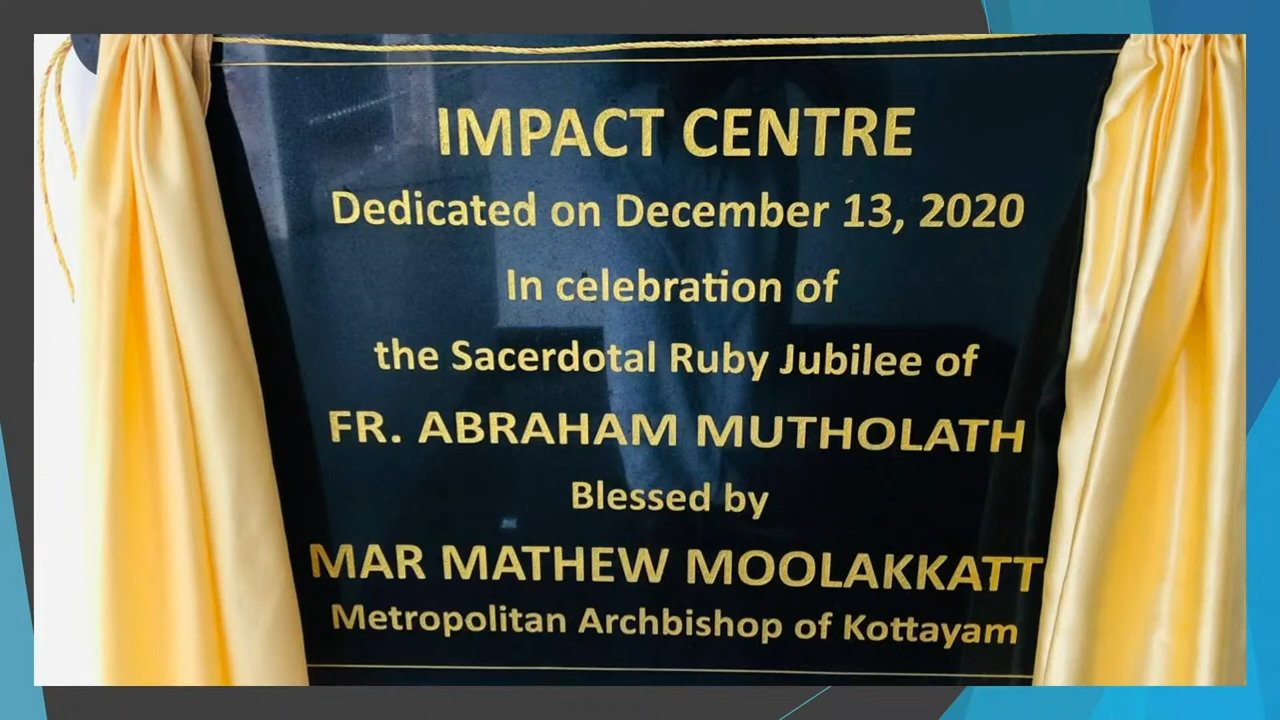 IMPACT CENTRE
Dedicated on December 13, 2020
In celebration of
the Sacerdotal Ruby Jubilee of
FR. ABRAHAM MUTHOLATH
Blessed by
MAR MATHEW MOOLAKKATT
Metropolitan Archbishop of Kottayam